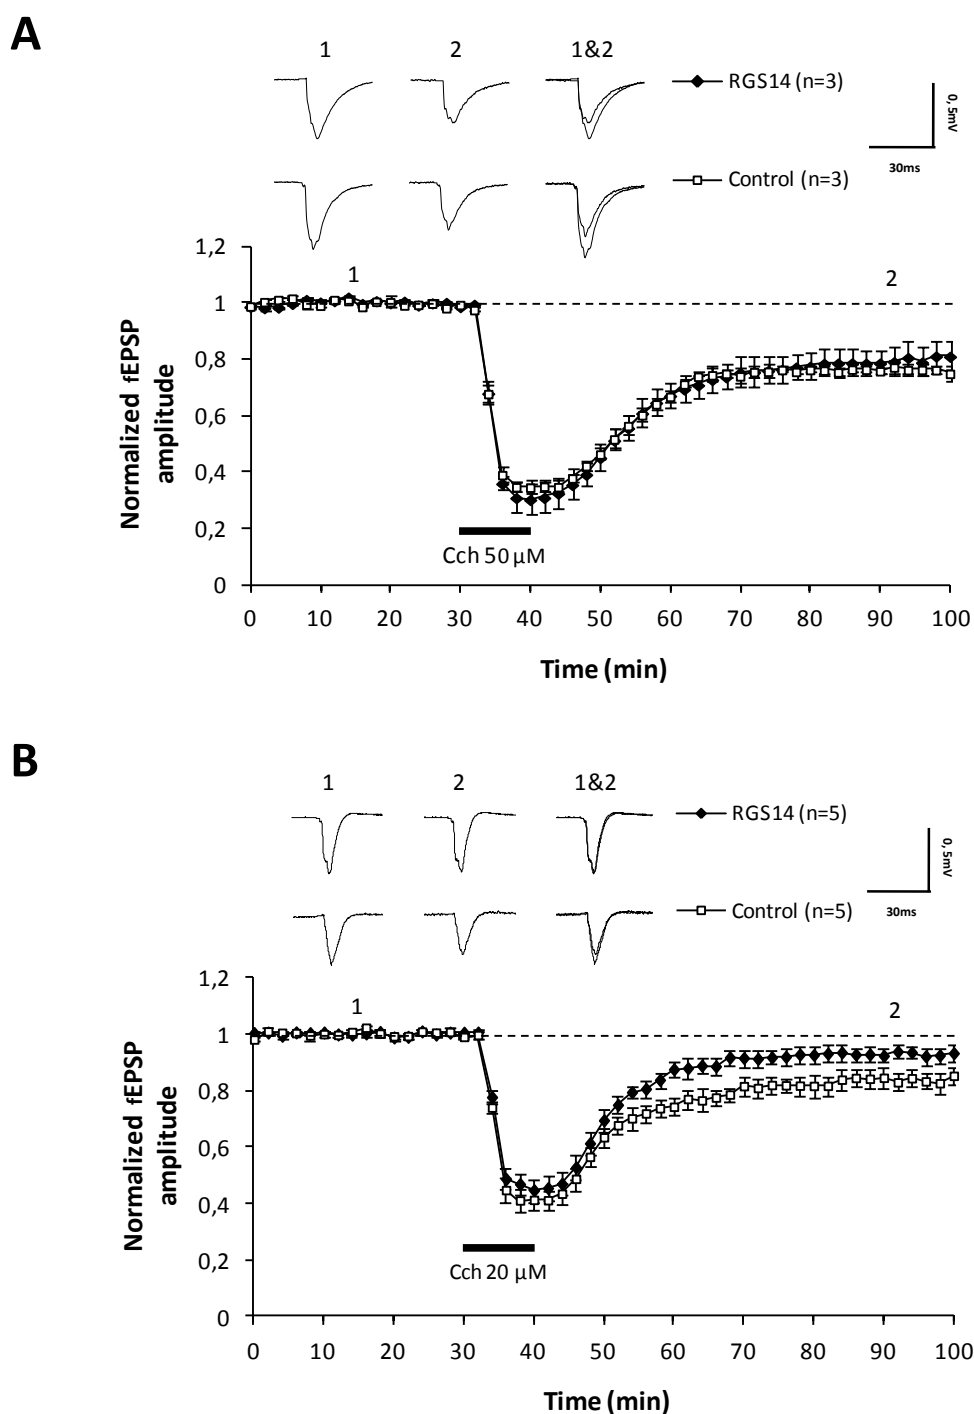 A
1 2 1&2
RGS14 (n=3)
0,5mV
30ms
Control (n=3)
1,2
1
0,8
0,6
0,4
0,2
0
Normalized fEPSP
amplitude
1
2
Cch 50 µM
0 10 20 30 40 50 60 70 80 90 100
Time (min)
B
1 2 1&2
RGS14 (n=5)
0,5mV
30ms
Control (n=5)
1,2
1
0,8
0,6
0,4
0,2
0
Normalized fEPSP
amplitude
1
2
Cch 20 µM
0 10 20 30 40 50 60 70 80 90 100
Time (min)